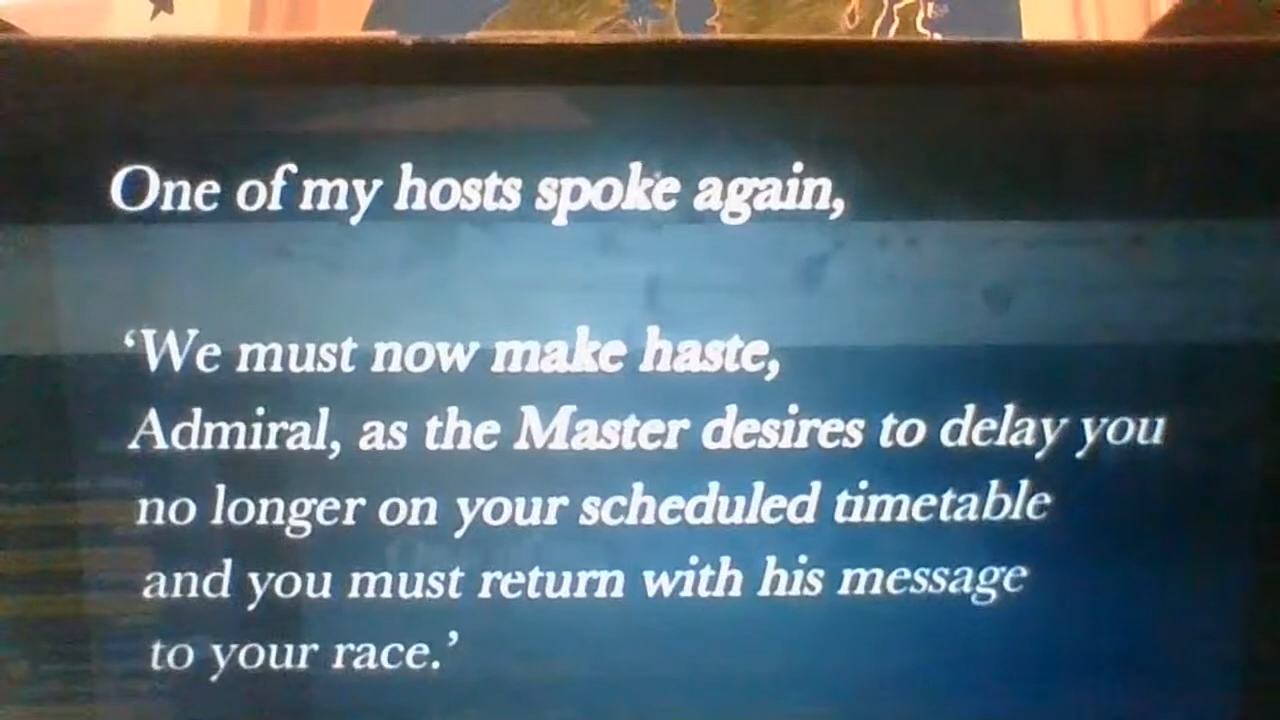 One of my hosts spoke again,
‘We must now make haste,
Admiral, as the Master desires to delay you
no longer on your scheduled timetable
and you must return with his message
to your race.’